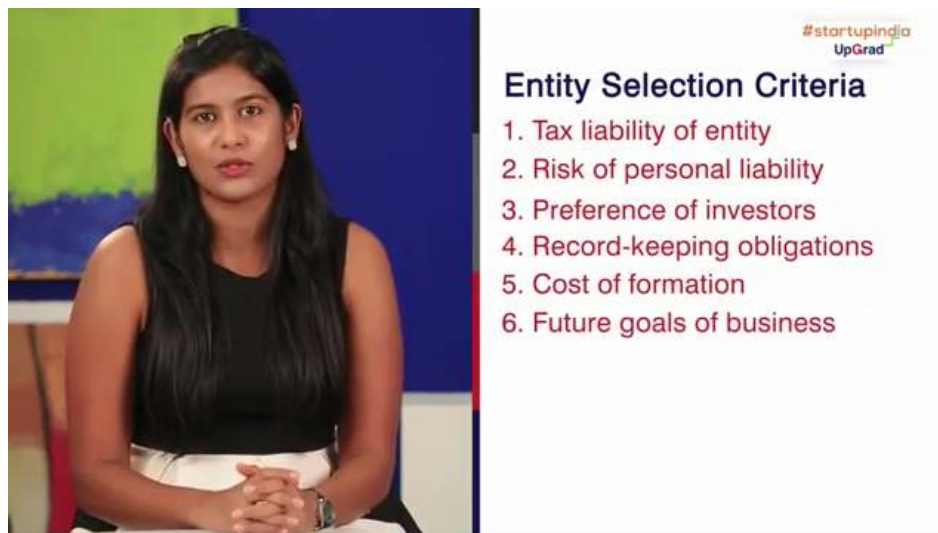 #startupindia
UpGrad
Entity Selection Criteria
1. Tax liability of entity
2. Risk of personal liability
3. Preference of investors
4. Record-keeping obligations
5. Cost of formation
6. Future goals of business